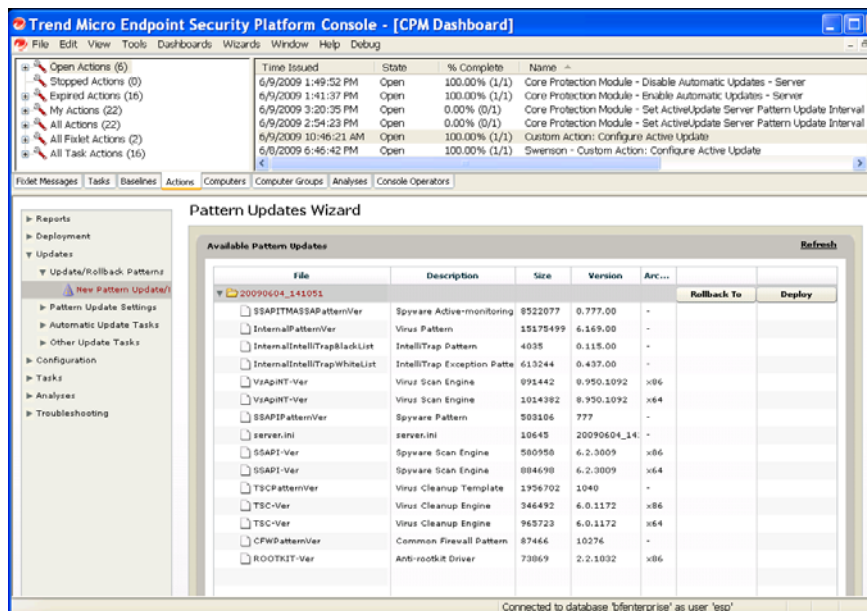 Trend Micro Endpoint Security Platform Console - [CPM Dashboard]
File Edit View Tools Dashboards Wizards Window Help Debug
Open Actions (6)
Stopped Actions (0)
Expired Actions (16)
My Actions (22)
All Actions (22)
All Fixlet Actions (2)
All Task Actions (16)
Time Issued State % Complete Name
6/9/2009 1:49:52 PM Open 100.00% (1/1) Core Protection Module - Disable Automatic Updates - Server
6/9/2009 1:41:37 PM Open 100.00% (1/1) Core Protection Module - Enable Automatic Updates - Server
6/9/2009 3:20:35 PM Open 0.00% (0/1) Core Protection Module - Set ActiveUpdate Server Pattern Update Interval
6/9/2009 2:54:23 PM Open 0.00% (0/1) Core Protection Module - Set ActiveUpdate Server Pattern Update Interval
6/9/2009 10:46:21 AM Open 100.00% (1/1) Custom Action: Configure Active Update
6/8/2009 6:46:42 PM Open 100.00% (1/1) Swenson - Custom Action: Configure Active Update
Fixlet Messages Tasks Baselines Actions Computers Computer Groups Analyses Console Operators
Reports
Deployment
Updates
Update/Rollback Patterns
New Pattern Update/
Pattern Update Settings
Automatic Update Tasks
Other Update Tasks
Configuration
Tasks
Analyses
Troubleshooting
Pattern Updates Wizard
Available Pattern Updates Refresh
File Description Size Version Arc...
20090604_141051 Rollback To Deploy
SSAPITMASSAPatternVer Spyware Active-monitoring 8522077 0.777.00 -
InternalPatternVer Virus Pattern 15175499 6.169.00 -
InternalIntelliTrapBlackList IntelliTrap Pattern 4035 0.115.00 -
InternalIntelliTrapWhiteList IntelliTrap Exception Patte 613244 0.437.00 -
VsApiNT-Ver Virus Scan Engine 891442 8.950.1092 x86
VsApiNT-Ver Virus Scan Engine 1014382 8.950.1092 x64
SSAPIPatternVer Spyware Pattern 503106 777 -
server.ini server.ini 10645 20090604_14 -
SSAPI-Ver Spyware Scan Engine 580958 6.2.3009 x86
SSAPI-Ver Spyware Scan Engine 884698 6.2.3009 x64
TSCPatternVer Virus Cleanup Template 1956702 1040 -
TSC-Ver Virus Cleanup Engine 346492 6.0.1172 x86
TSC-Ver Virus Cleanup Engine 965723 6.0.1172 x64
CFWPatternVer Common Firewall Pattern 87466 10276 -
ROOTKIT-Ver Anti-rootkit Driver 73869 2.2.1032 x86
Connected to database 'bfenterprise' as user 'esp'